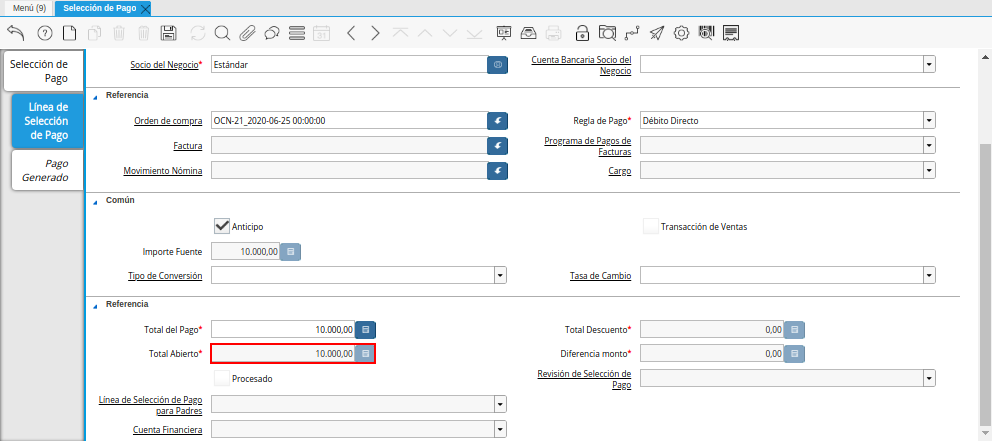 Menú (9)
Selección de Pago
Selección de
Pago
Línea de
Selección
de Pago
Pago
Generado
31
Socio del Negocio*
Estándar
Cuenta Bancaria Socio del
Negocio
Referencia
Orden de compra
OCN-21_2020-06-25 00:00:00
Regla de Pago*
Débito Directo
Factura
Programa de Pagos de
Facturas
Movimiento Nómina
Cargo
Común
Anticipo
Transacción de Ventas
Importe Fuente
10.000,00
Tipo de Conversión
Tasa de Cambio
Referencia
Total del Pago*
10.000,00
Total Descuento*
0,00
Total Abierto*
10.000,00
Diferencia monto*
0,00
Procesado
Revisión de Selección de
Pago
Línea de Selección de Pago
para Padres
Cuenta Financiera